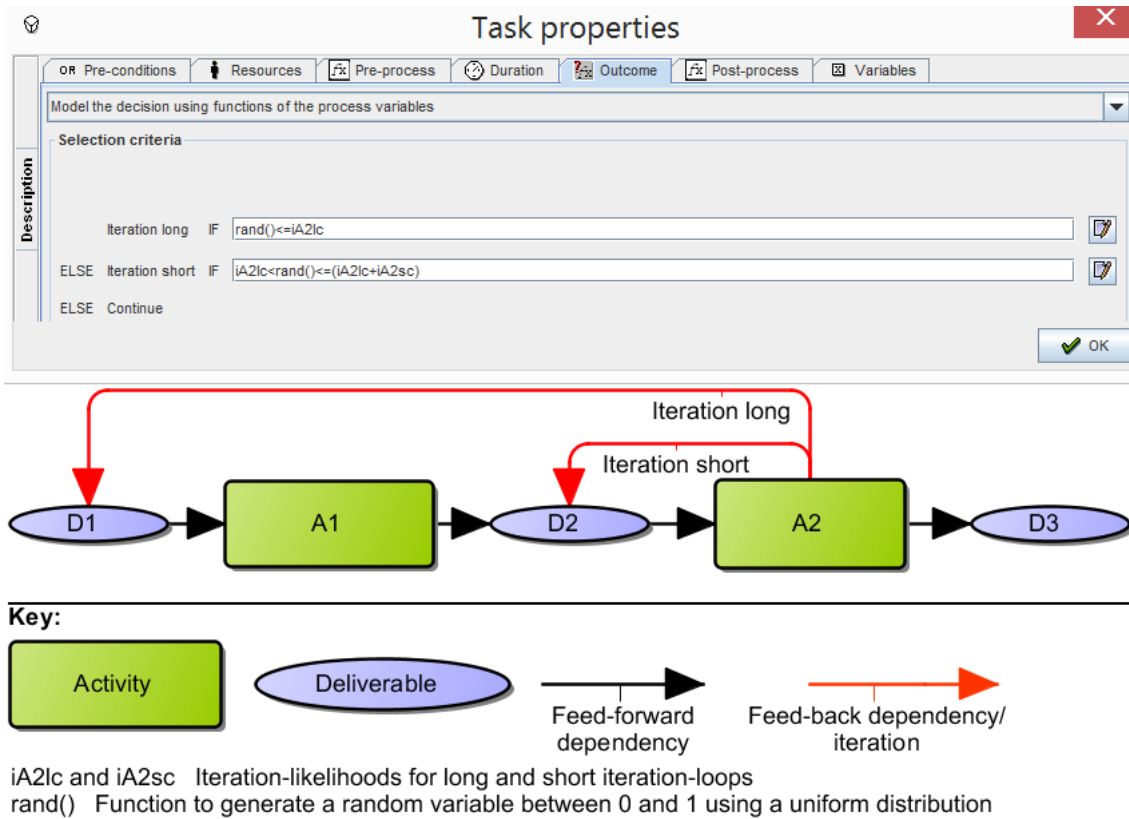 Task properties
X
OR Pre-conditions Resources fx Pre-process Duration ?fx Outcome fx Post-process X Variables
Model the decision using functions of the process variables
Description
Selection criteria
Iteration long IF rand()<=iA2lc
ELSE Iteration short IF iA2lc<rand()<=(iA2lc+iA2sc)
ELSE Continue
OK
Iteration long
Iteration short
D1 A1 D2 A2 D3
Key:
Activity Deliverable
Feed-forward dependency
Feed-back dependency/
iteration
iA2lc and iA2sc Iteration-likelihoods for long and short iteration-loops
rand() Function to generate a random variable between 0 and 1 using a uniform distribution